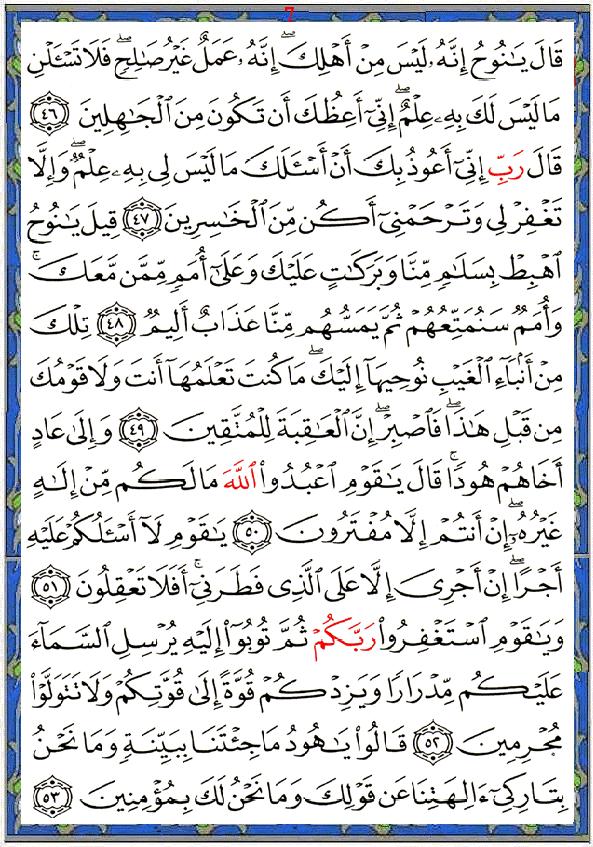 7
قَالَ يَـٰنُوحُ إِنَّهُۥ لَيْسَ مِنْ أَهْلِكَ ۖ إِنَّهُۥ عَمَلٌ غَيْرُ صَـٰلِحٍ ۖ فَلَا تَسْـَٔلْنِ
مَا لَيْسَ لَكَ بِهِۦ عِلْمٌ ۖ إِنِّىٓ أَعِظُكَ أَن تَكُونَ مِنَ ٱلْجَـٰهِلِينَ ٤٦
قَالَ رَبِّ إِنِّىٓ أَعُوذُ بِكَ أَنْ أَسْـَٔلَكَ مَا لَيْسَ لِى بِهِۦ عِلْمٌ ۖ وَإِلَّا
تَغْفِرْ لِى وَتَرْحَمْنِىٓ أَكُن مِّنَ ٱلْخَـٰسِرِينَ ٤٧ قِيلَ يَـٰنُوحُ
ٱهْبِطْ بِسَلَـٰمٍ مِّنَّا وَبَرَكَـٰتٍ عَلَيْكَ وَعَلَىٰٓ أُمَمٍ مِّمَّن مَّعَكَ ۚ
وَأُمَمٌ سَنُمَتِّعُهُمْ ثُمَّ يَمَسُّهُم مِّنَّا عَذَابٌ أَلِيمٌ ٤٨ تِلْكَ
مِنْ أَنۢبَآءِ ٱلْغَيْبِ نُوحِيهَآ إِلَيْكَ ۖ مَا كُنتَ تَعْلَمُهَآ أَنتَ وَلَا قَوْمُكَ
مِن قَبْلِ هَـٰذَا ۖ فَٱصْبِرْ ۖ إِنَّ ٱلْعَـٰقِبَةَ لِلْمُتَّقِينَ ٤٩ وَإِلَىٰ عَادٍ
أَخَاهُمْ هُودًا ۚ قَالَ يَـٰقَوْمِ ٱعْبُدُوا۟ ٱللَّهَ مَا لَكُم مِّنْ إِلَـٰهٍ
غَيْرُهُۥٓ ۖ إِنْ أَنتُمْ إِلَّا مُفْتَرُونَ ٥٠ يَـٰقَوْمِ لَآ أَسْـَٔلُكُمْ عَلَيْهِ
أَجْرًا ۖ إِنْ أَجْرِىَ إِلَّا عَلَى ٱلَّذِى فَطَرَنِىٓ ۚ أَفَلَا تَعْقِلُونَ ٥١
وَيَـٰقَوْمِ ٱسْتَغْفِرُوا۟ رَبَّكُمْ ثُمَّ تُوبُوٓا۟ إِلَيْهِ يُرْسِلِ ٱلسَّمَآءَ
عَلَيْكُم مِّدْرَارًا وَيَزِدْكُمْ قُوَّةً إِلَىٰ قُوَّتِكُمْ وَلَا تَتَوَلَّوْا۟
مُجْرِمِينَ ٥٢ قَالُوا۟ يَـٰهُودُ مَا جِئْتَنَا بِبَيِّنَةٍ وَمَا نَحْنُ
بِتَارِكِىٓ ءَالِهَتِنَا عَن قَوْلِكَ وَمَا نَحْنُ لَكَ بِمُؤْمِنِينَ ٥٣